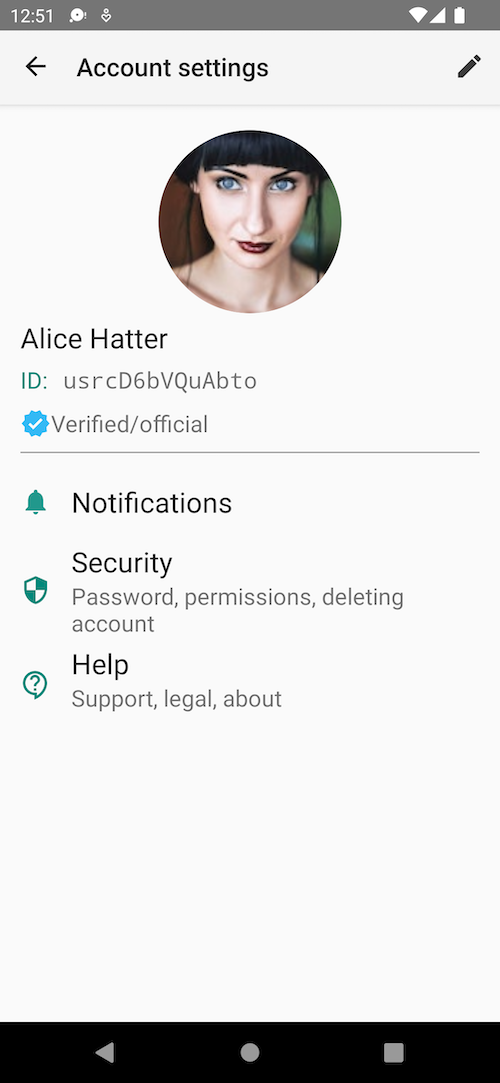 12:51
Account settings
Alice Hatter
ID: usrcD6bVQuAbto
Verified/official
Notifications
Security
Password, permissions, deleting
account
Help
Support, legal, about